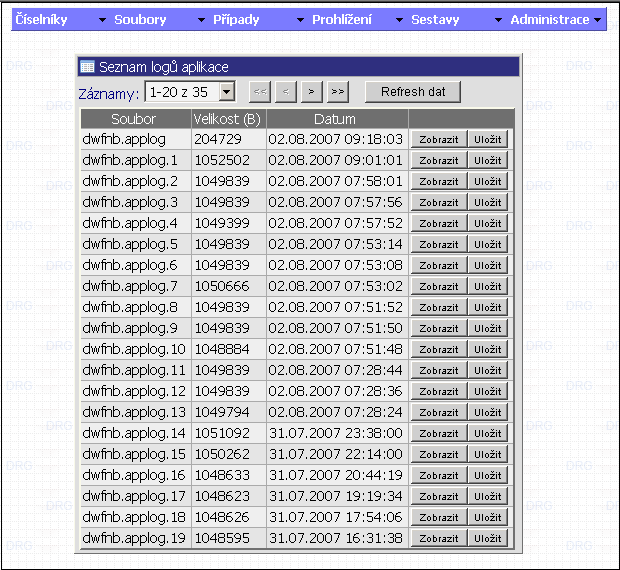 Číselníky Soubory Případy Prohlížení Sestavy Administrace
Seznam logů aplikace
Záznamy: 1-20 z 35 << < > >> Refresh dat
Soubor Velikost (B) Datum
dwfnb.applog 204729 02.08.2007 09:18:03 Zobrazit Uložit
dwfnb.applog.1 1052502 02.08.2007 09:01:01 Zobrazit Uložit
dwfnb.applog.2 1049839 02.08.2007 07:58:01 Zobrazit Uložit
dwfnb.applog.3 1049839 02.08.2007 07:57:56 Zobrazit Uložit
dwfnb.applog.4 1049399 02.08.2007 07:57:52 Zobrazit Uložit
dwfnb.applog.5 1049839 02.08.2007 07:53:14 Zobrazit Uložit
dwfnb.applog.6 1049839 02.08.2007 07:53:08 Zobrazit Uložit
dwfnb.applog.7 1050666 02.08.2007 07:53:02 Zobrazit Uložit
dwfnb.applog.8 1049839 02.08.2007 07:51:52 Zobrazit Uložit
dwfnb.applog.9 1049839 02.08.2007 07:51:50 Zobrazit Uložit
dwfnb.applog.10 1048884 02.08.2007 07:51:48 Zobrazit Uložit
dwfnb.applog.11 1049839 02.08.2007 07:28:44 Zobrazit Uložit
dwfnb.applog.12 1049839 02.08.2007 07:28:36 Zobrazit Uložit
dwfnb.applog.13 1049794 02.08.2007 07:28:24 Zobrazit Uložit
dwfnb.applog.14 1051092 31.07.2007 23:38:00 Zobrazit Uložit
dwfnb.applog.15 1050262 31.07.2007 22:14:00 Zobrazit Uložit
dwfnb.applog.16 1048633 31.07.2007 20:44:19 Zobrazit Uložit
dwfnb.applog.17 1048623 31.07.2007 19:19:34 Zobrazit Uložit
dwfnb.applog.18 1048626 31.07.2007 17:54:06 Zobrazit Uložit
dwfnb.applog.19 1048595 31.07.2007 16:31:38 Zobrazit Uložit